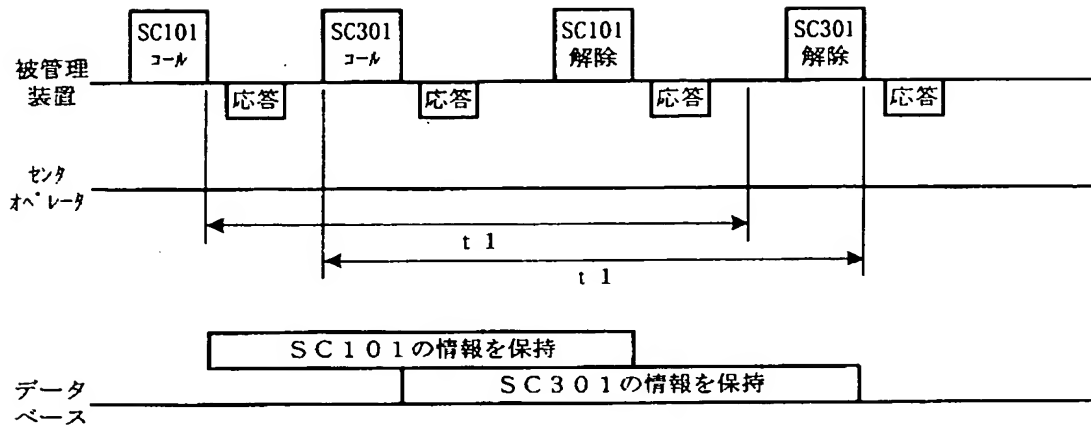 SC101
コール
SC301
コール
SC101
解除
SC301
解除
被管理
装置
応答
応答
応答
応答
センタ
オペレータ
t 1
t 1
SC101の情報を保持
SC301の情報を保持
データ
ベース